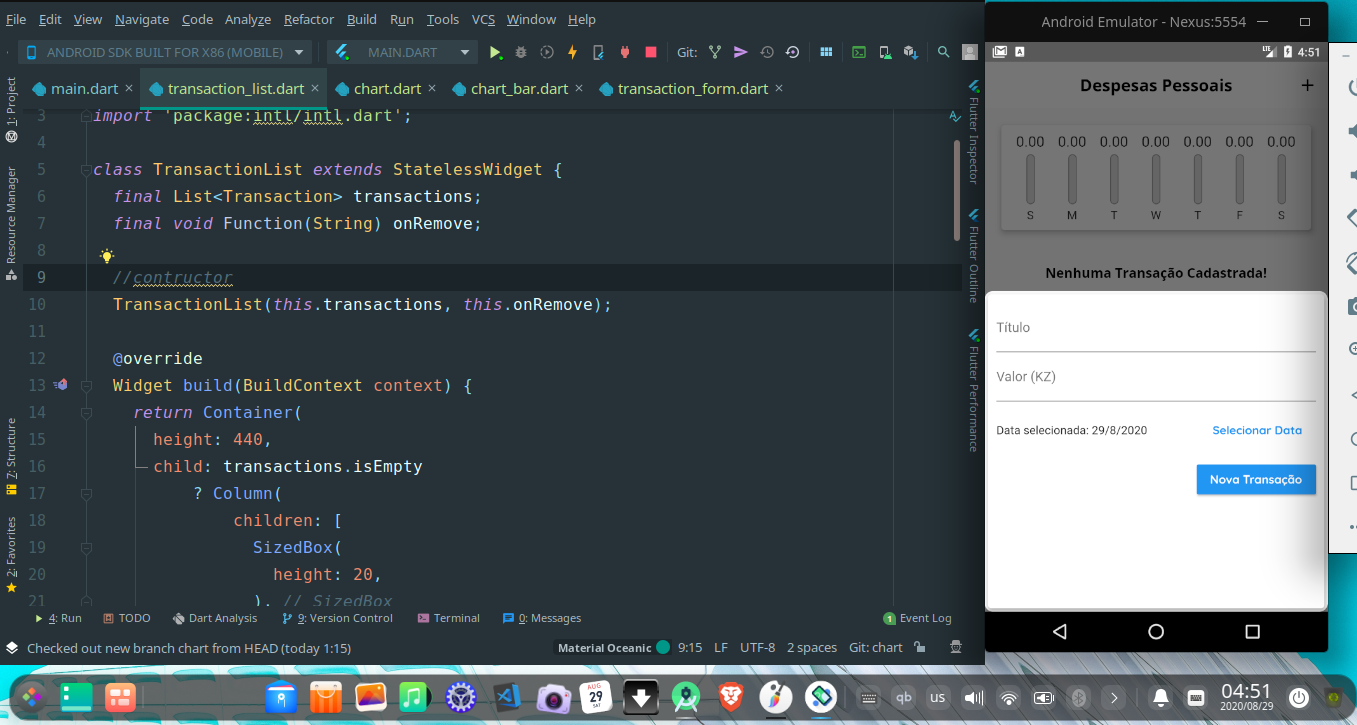 File Edit View Navigate Code Analyze Refactor Build Run Tools VCS Window Help
ANDROID SDK BUILT FOR X86 (MOBILE) MAIN.DART Git:
main.dart transaction_list.dart chart.dart chart_bar.dart transaction_form.dart
1: Project
Resource Manager
7: Structure
2: Favorites
3 import 'package:intl/intl.dart';
4
5 class TransactionList extends StatelessWidget {
6 final List<Transaction> transactions;
7 final void Function(String) onRemove;
8
9 //contructor
10 TransactionList(this.transactions, this.onRemove);
11
12 @override
13 Widget build(BuildContext context) {
14 return Container(
15 height: 440,
16 child: transactions.isEmpty
17 ? Column(
18 children: [
19 SizedBox(
20 height: 20,
21 ), // SizedBox
Flutter Inspector
Flutter Outline
Flutter Performance
4: Run TODO Dart Analysis 9: Version Control Terminal 0: Messages 1 Event Log
Checked out new branch chart from HEAD (today 1:15) Material Oceanic 9:15 LF UTF-8 2 spaces Git: chart
Android Emulator - Nexus:5554
A LTE 4:51
Despesas Pessoais +
0.00 0.00 0.00 0.00 0.00 0.00 0.00
S M T W T F S
Nenhuma Transação Cadastrada!
Título
Valor (KZ)
Data selecionada: 29/8/2020 Selecionar Data
Nova Transação
AUG
29
SAT
qb us
04:51
2020/08/29